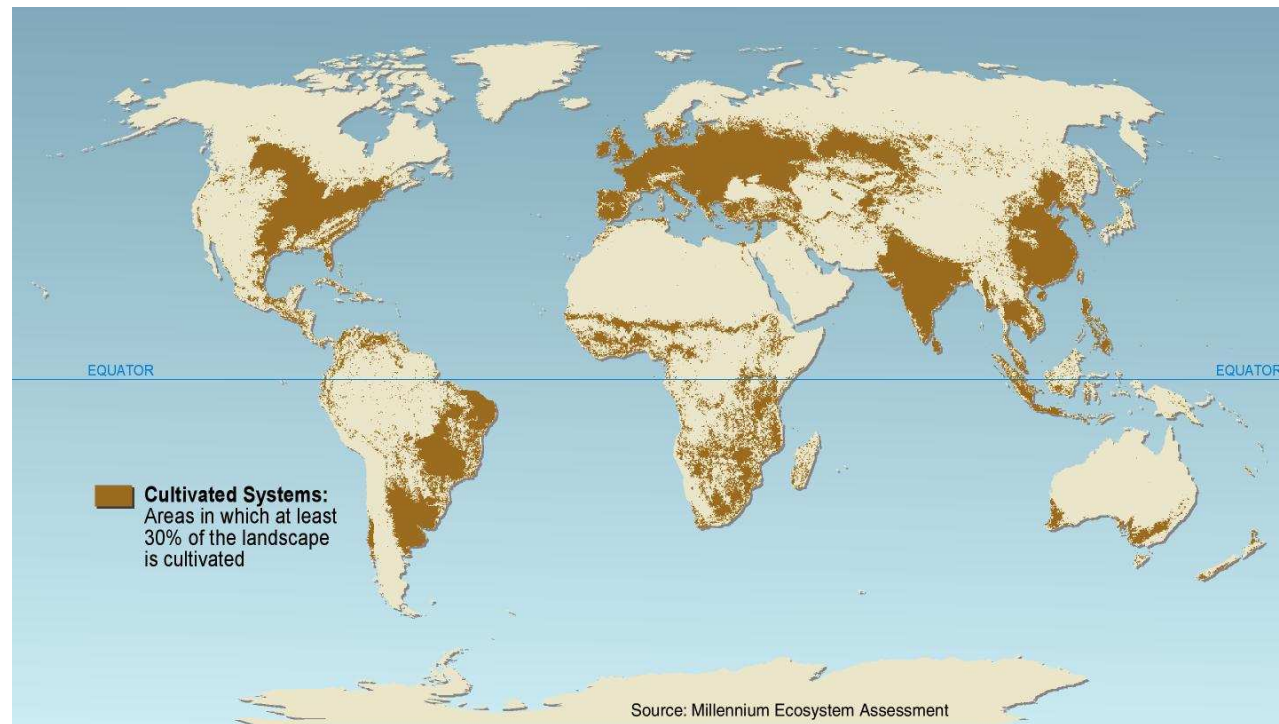 EQUATOR
EQUATOR
Cultivated Systems:
Areas in which at least
30% of the landscape
is cultivated
Source: Millennium Ecosystem Assessment